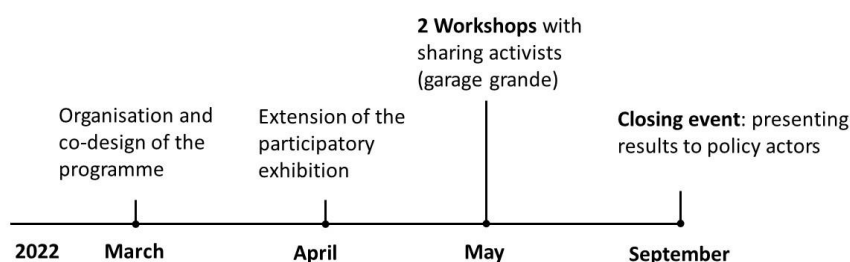 2 Workshops with
sharing activists
(garage grande)
Organisation and
co-design of the
programme
Extension of the
participatory
exhibition
Closing event: presenting
results to policy actors
2022 March April May September